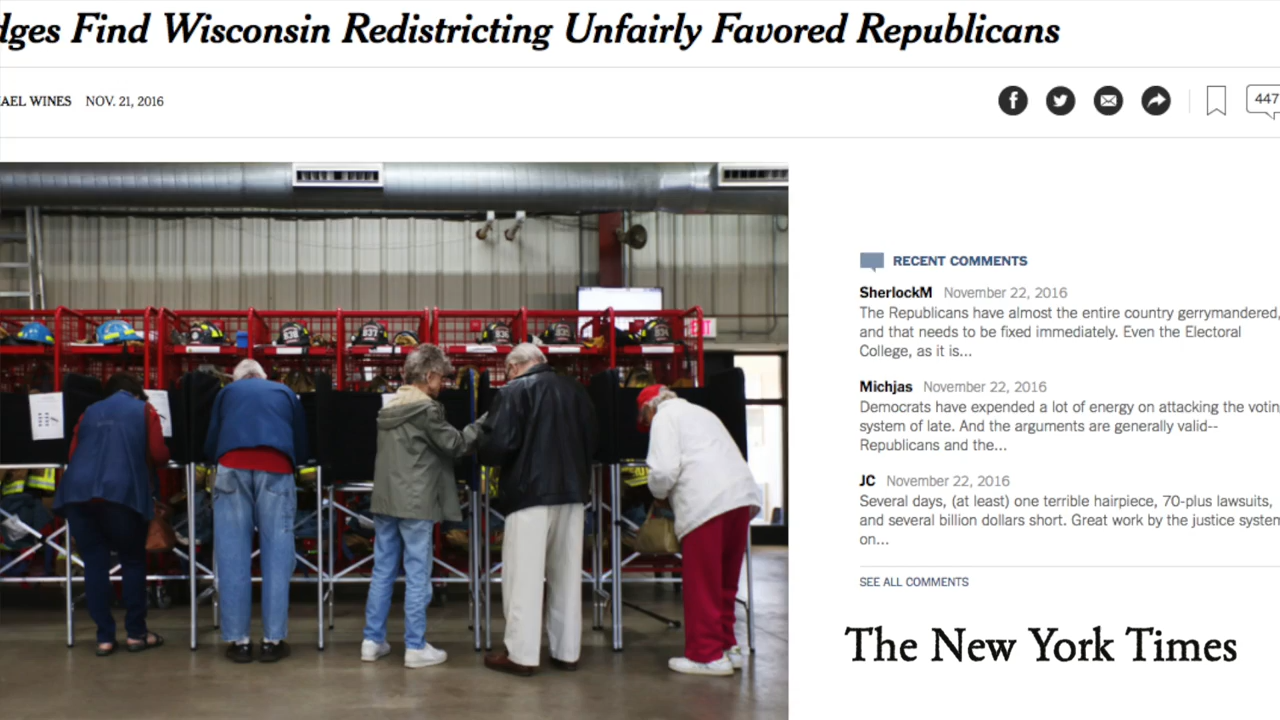 dges Find Wisconsin Redistricting Unfairly Favored Republicans
AEL WINES NOV. 21, 2016
447
RECENT COMMENTS
SherlockM November 22, 2016
The Republicans have almost the entire country gerrymandered,
and that needs to be fixed immediately. Even the Electoral
College, as it is...
Michjas November 22, 2016
Democrats have expended a lot of energy on attacking the votin
system of late. And the arguments are generally valid--
Republicans and the...
JC November 22, 2016
Several days, (at least) one terrible hairpiece, 70-plus lawsuits,
and several billion dollars short. Great work by the justice system
on...
SEE ALL COMMENTS
The New York Times